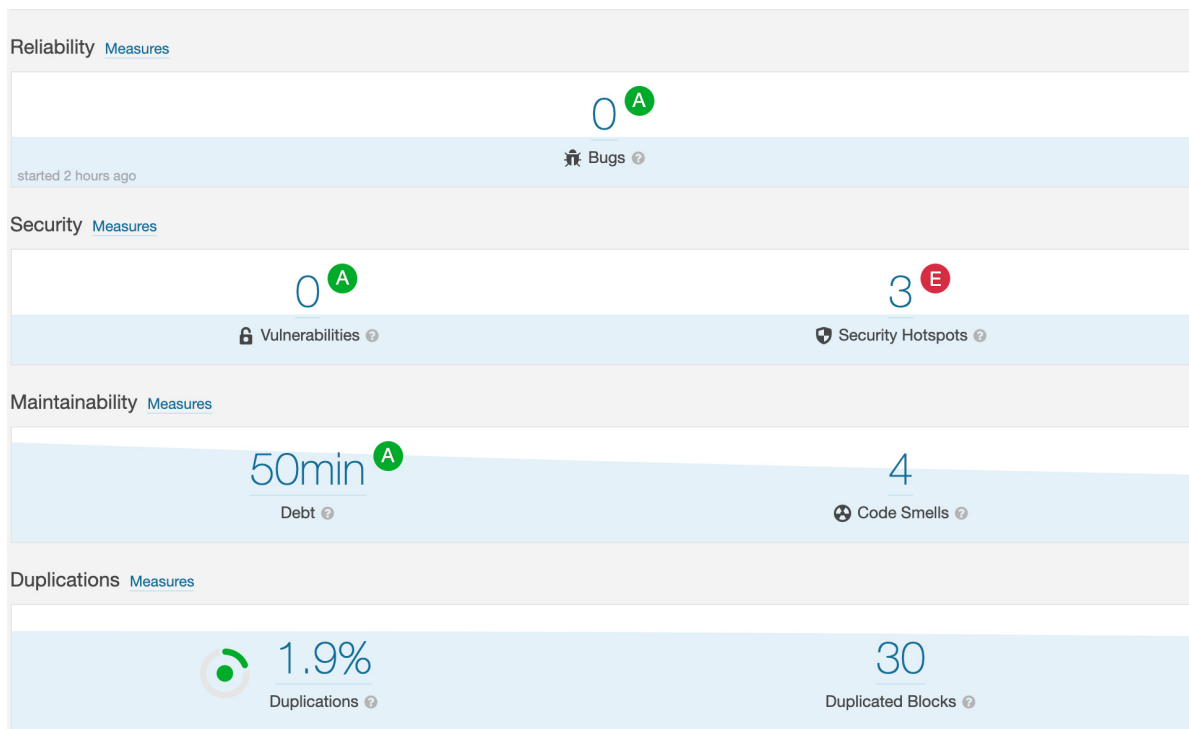 Reliability Measures
0 A
Bugs ?
started 2 hours ago
Security Measures
0 A
3 E
Vulnerabilities ?
Security Hotspots ?
Maintainability Measures
50min A
4
Debt ?
Code Smells ?
Duplications Measures
1.9%
30
Duplications ?
Duplicated Blocks ?